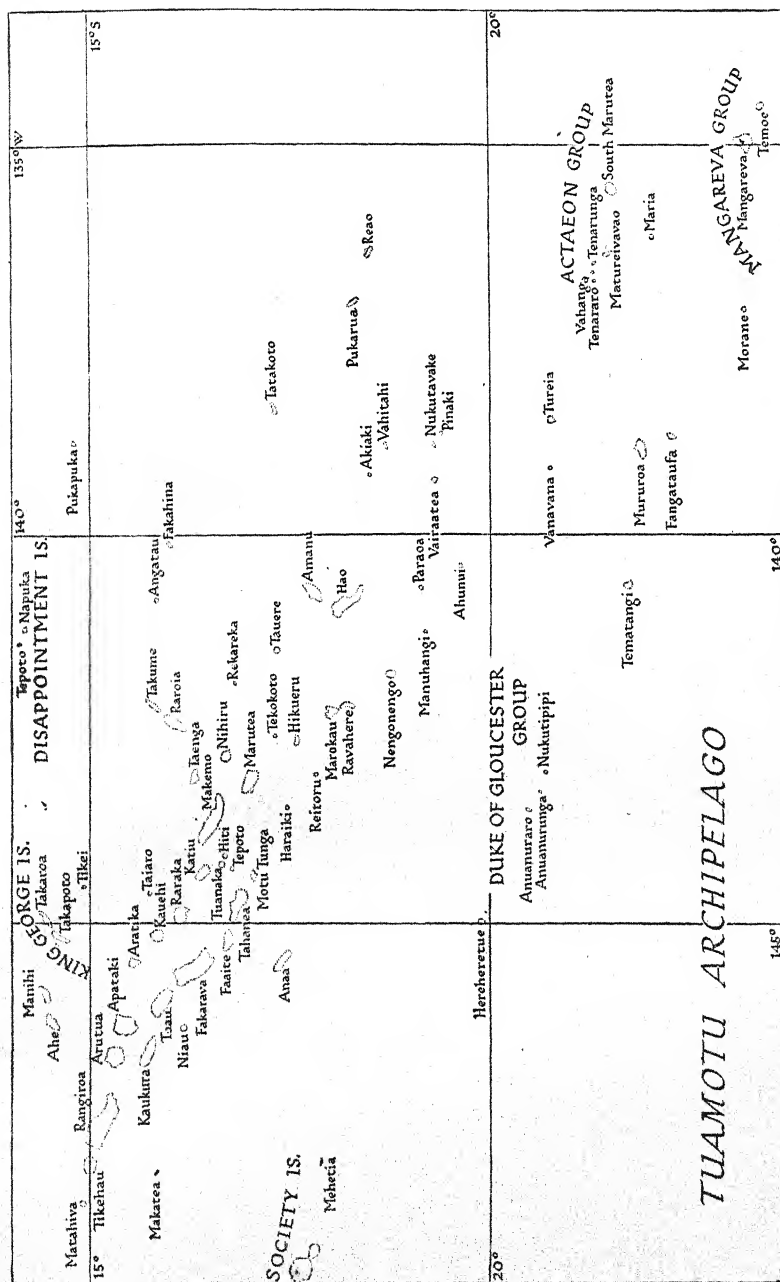 135° W
140°
15° S
20°
KING GEORGE IS.
Manihi
Ahe
Takaroa
Takapoto
Tikei
Tepoto
Napuka
DISAPPOINTMENT IS.
Pukapuka
Matahiva
15°
Tikehau
Rangiroa
Arutua
Apataki
Aratika
Kaukura
Toau
Niau
Kauehi
Taiaro
Raraka
Fakarava
Faaite
Tahanea
Katiu
Tuanaka
Hiti
Tepoto
Motu Tunga
Makemo
Taenga
Nihiru
Marutea
Takume
Raroia
Angatau
Fakahina
Rekareka
Tauere
Tekokoto
Hikueru
Haraiki
Reitoru
Marokau
Ravahere
Amanu
Hao
Nengonengo
Makatea
Anaa
SOCIETY IS.
Mehetia
Tatakoto
Pukarua
Reao
Akiaki
Vahitahi
Nukutavake
Pinaki
Vairaatea
Paraoa
Ahunui
Manuhangi
20°
Hereheretue
DUKE OF GLOUCESTER
GROUP
Anuanuraro
Anuanurunga
Nukutipipi
Vanavana
Tureia
Tematangi
Mururoa
Fangataufa
ACTAEON GROUP
Vahanga
Tenararo
Tenarunga
Matureivavao
South Marutea
Maria
Morane
MANGAREVA GROUP
Mangareva
Temoe
TUAMOTU ARCHIPELAGO
145°
140°